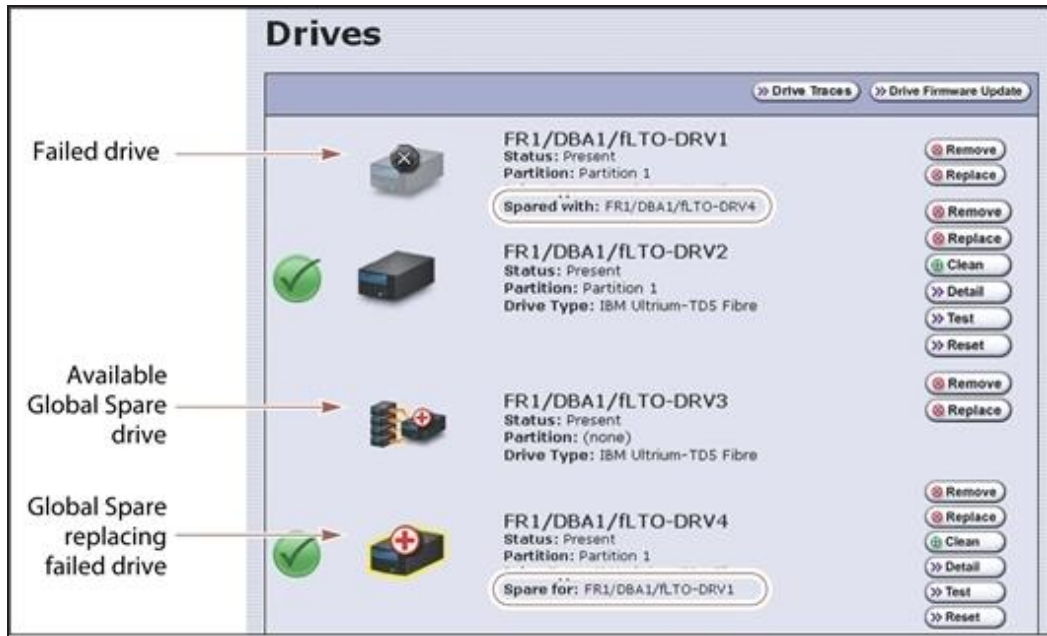 Drives
Drive Traces
Drive Firmware Update
Failed drive
FR1/DBA1/fLTO-DRV1
Status: Present
Partition: Partition 1
Spared with: FR1/DBA1/fLTO-DRV4
Remove
Replace
FR1/DBA1/fLTO-DRV2
Status: Present
Partition: Partition 1
Drive Type: IBM Ultrium-TD5 Fibre
Remove
Replace
Clean
Detail
Test
Reset
Available
Global Spare
drive
FR1/DBA1/fLTO-DRV3
Status: Present
Partition: (none)
Drive Type: IBM Ultrium-TD5 Fibre
Remove
Replace
Global Spare
replacing
failed drive
FR1/DBA1/fLTO-DRV4
Status: Present
Partition: Partition 1
Spare for: FR1/DBA1/fLTO-DRV1
Remove
Replace
Clean
Detail
Test
Reset